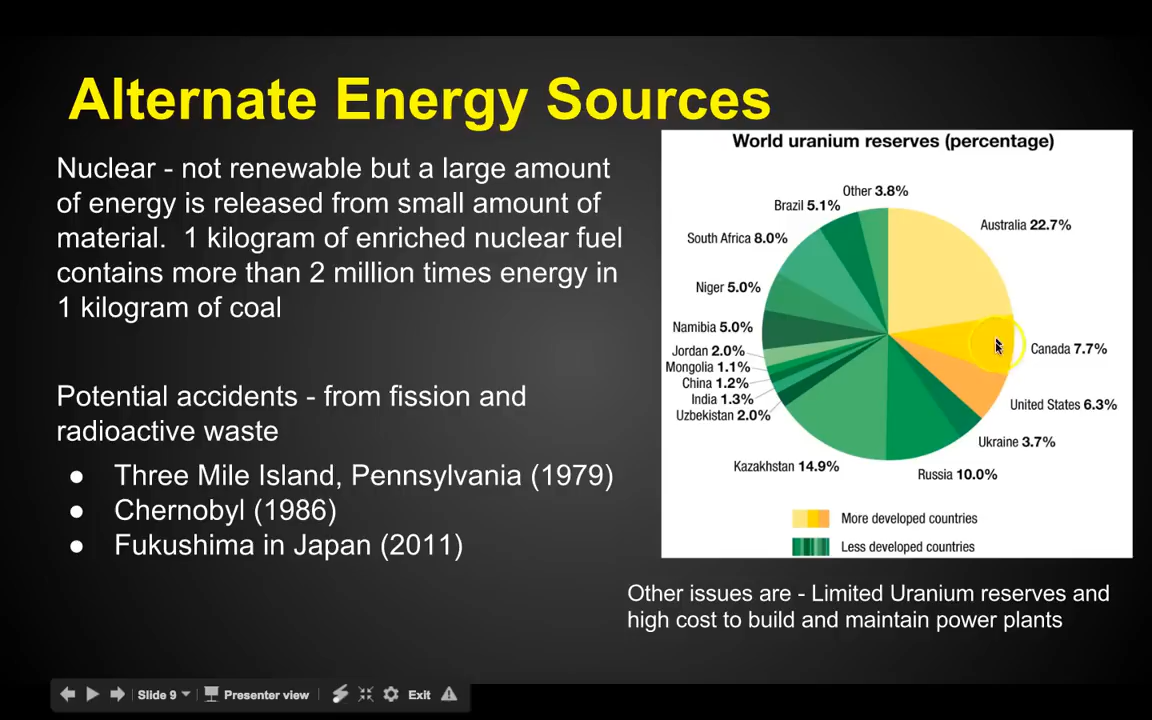 Alternate Energy Sources
Nuclear - not renewable but a large amount
of energy is released from small amount of
material.  1 kilogram of enriched nuclear fuel
contains more than 2 million times energy in
1 kilogram of coal
Potential accidents - from fission and
radioactive waste
● Three Mile Island, Pennsylvania (1979)
● Chernobyl (1986)
● Fukushima in Japan (2011)
World uranium reserves (percentage)
Other 3.8%
Brazil 5.1%
South Africa 8.0%
Niger 5.0%
Namibia 5.0%
Jordan 2.0%
Mongolia 1.1%
China 1.2%
India 1.3%
Uzbekistan 2.0%
Kazakhstan 14.9%
Australia 22.7%
Canada 7.7%
United States 6.3%
Ukraine 3.7%
Russia 10.0%
More developed countries
Less developed countries
Other issues are - Limited Uranium reserves and
high cost to build and maintain power plants
Slide 9 Presenter view Exit